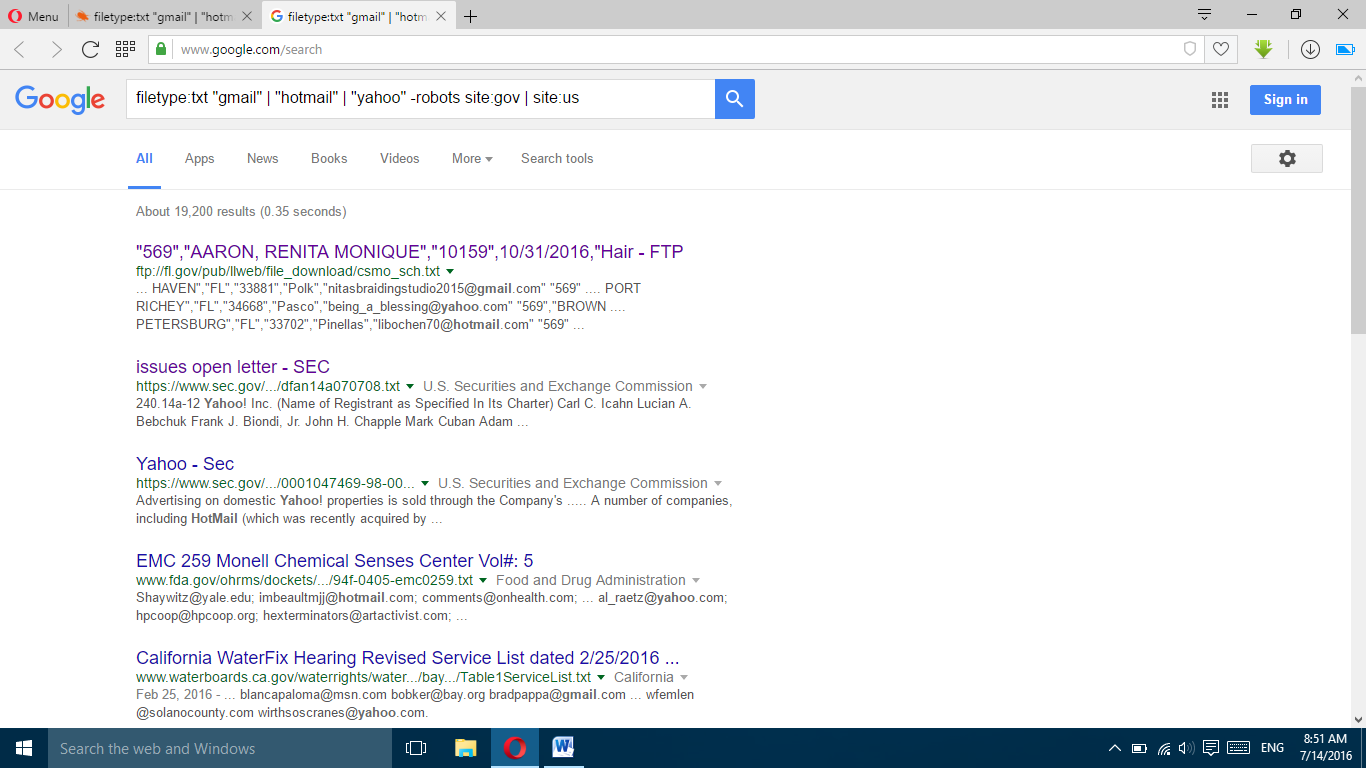 Menu
filetype:txt "gmail" | "hotm
filetype:txt "gmail" | "hotm
www.google.com/search
Google
filetype:txt "gmail" | "hotmail" | "yahoo" -robots site:gov | site:us
Sign in
All Apps News Books Videos More Search tools
About 19,200 results (0.35 seconds)
"569","AARON, RENITA MONIQUE","10159",10/31/2016,"Hair - FTP
ftp://fl.gov/pub/llweb/file_download/csmo_sch.txt
... HAVEN","FL","33881","Polk","nitasbraidingstudio2015@gmail.com" "569" .... PORT
RICHEY","FL","34668","Pasco","being_a_blessing@yahoo.com" "569","BROWN ....
PETERSBURG","FL","33702","Pinellas","libochen70@hotmail.com" "569" ...
issues open letter - SEC
https://www.sec.gov/.../dfan14a070708.txt U.S. Securities and Exchange Commission
240.14a-12 Yahoo! Inc. (Name of Registrant as Specified In Its Charter) Carl C. Icahn Lucian A.
Bebchuk Frank J. Biondi, Jr. John H. Chapple Mark Cuban Adam ...
Yahoo - Sec
https://www.sec.gov/.../0001047469-98-00... U.S. Securities and Exchange Commission
Advertising on domestic Yahoo! properties is sold through the Company's ..... A number of companies,
including HotMail (which was recently acquired by ...
EMC 259 Monell Chemical Senses Center Vol#: 5
www.fda.gov/ohrms/dockets/.../94f-0405-emc0259.txt Food and Drug Administration
Shaywitz@yale.edu; imbeaultmjj@hotmail.com; comments@onhealth.com; ... al_raetz@yahoo.com;
hpcoop@hpcoop.org; hexterminators@artactivist.com; ...
California WaterFix Hearing Revised Service List dated 2/25/2016 ...
www.waterboards.ca.gov/waterrights/water.../bay.../Table1ServiceList.txt California
Feb 25, 2016 - ... blancapaloma@msn.com bobker@bay.org bradpappa@gmail.com ... wfemlen
@solanocounty.com wirthsoscranes@yahoo.com.
Search the web and Windows
ENG
8:51 AM
7/14/2016